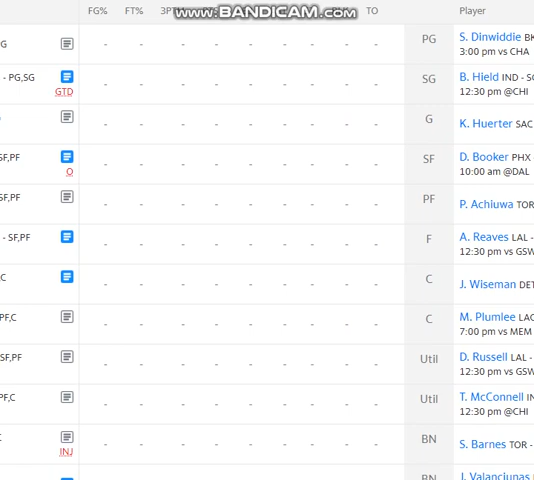 FG% FT% 3PT TO Player
www.BANDICAM.com
G PG S. Dinwiddie BK
3:00 pm vs CHA
- PG,SG SG B. Hield IND - SG
GTD 12:30 pm @CHI
G K. Huerter SAC
SF,PF SF D. Booker PHX
O 10:00 am @DAL
SF,PF PF P. Achiuwa TOR
- SF,PF F A. Reaves LAL -
12:30 pm vs GSW
,C C J. Wiseman DET
PF,C C M. Plumlee LAC
7:00 pm vs MEM
SF,PF Util D. Russell LAL -
12:30 pm vs GSW
PF,C Util T. McConnell IN
12:30 pm @CHI
C BN S. Barnes TOR -
INJ
BN J. Valanciunas